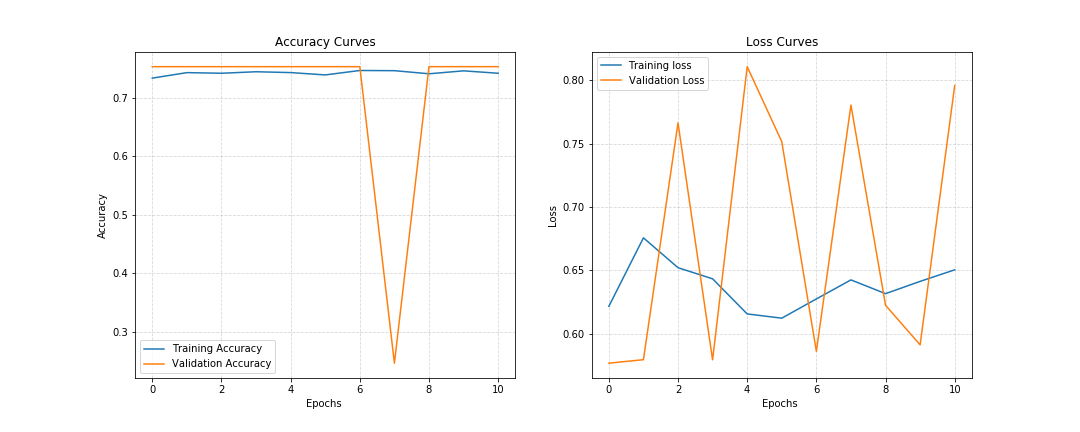 Accuracy Curves
0.7
0.6
0.5
0.4
0.3
Accuracy
Training Accuracy
Validation Accuracy
0 2 4 6 8 10
Epochs
Loss Curves
Training loss
Validation Loss
0.80
0.75
0.70
0.65
0.60
Loss
0 2 4 6 8 10
Epochs